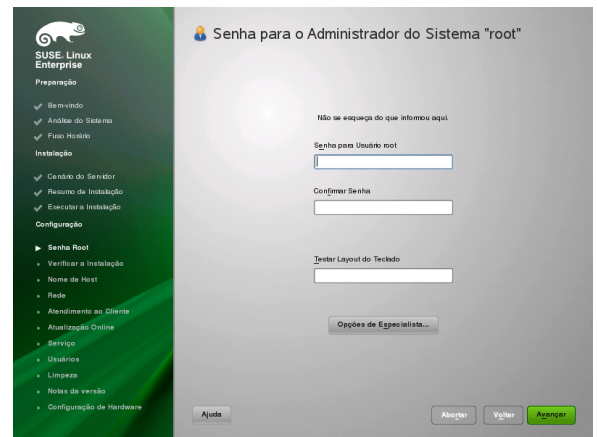 SUSE. Linux
Enterprise
Preparação
Bem-vindo
Análise do Sistema
Fuso Horário
Instalação
Cenário do Servidor
Resumo de Instalação
Executar a Instalação
Configuração
Senha Root
Verificar a Instalação
Nome de Host
Rede
Atendimento ao Cliente
Atualização Online
Serviço
Usuários
Limpeza
Notas da versão
Configuração de Hardware
Senha para o Administrador do Sistema "root"
Não se esqueça do que informou aqui.
Senha para Usuário root
Confirmar Senha
Testar Layout do Teclado
Opções de Especialista...
Ajuda
Abortar
Voltar
Avançar